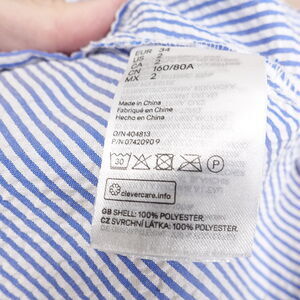 EUR 34
US 2
CA 2
CN 160/80A
MX 2
Made in China
Fabriqué en Chine
Hecho en China
O/N 404813
P/N 0742090 9
30 P
clevercare.info
GB SHELL: 100% POLYESTER.
CZ SVRCHNÍ LÁTKA: 100% POLYESTER.